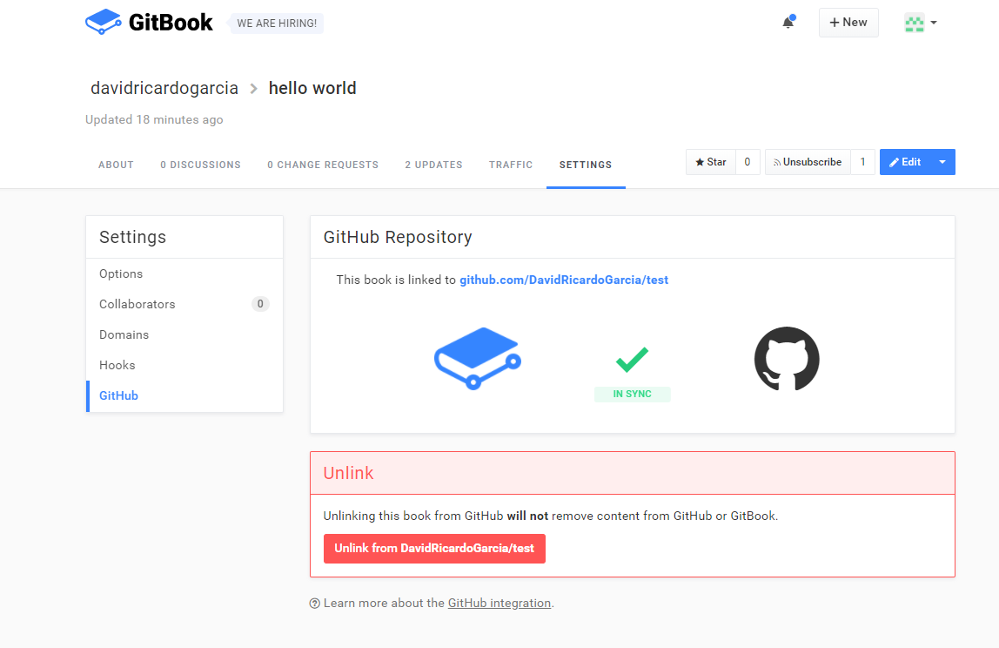 GitBook WE ARE HIRING! + New
davidricardogarcia > hello world
Updated 18 minutes ago
ABOUT 0 DISCUSSIONS 0 CHANGE REQUESTS 2 UPDATES TRAFFIC SETTINGS Star 0 Unsubscribe 1 Edit
Settings
Options
Collaborators 0
Domains
Hooks
GitHub
GitHub Repository
This book is linked to github.com/DavidRicardoGarcia/test
IN SYNC
Unlink
Unlinking this book from GitHub will not remove content from GitHub or GitBook.
Unlink from DavidRicardoGarcia/test
Learn more about the GitHub integration.